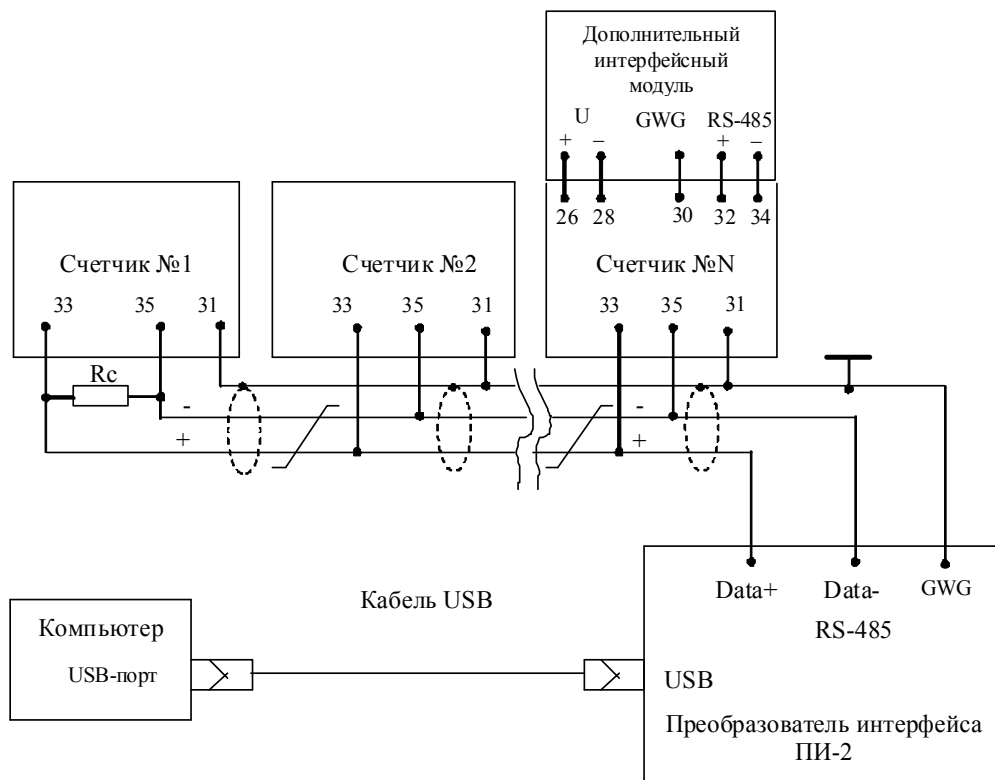 Дополнительный
интерфейсный
модуль
U GWG RS-485
+ – + –
26 28 30 32 34
Счетчик №1 Счетчик №2 Счетчик №N
33 35 31 33 35 31 33 35 31
Rc
- -
+ +
Data+ Data- GWG
RS-485
Кабель USB
Компьютер
USB-порт
USB
Преобразователь интерфейса
ПИ-2